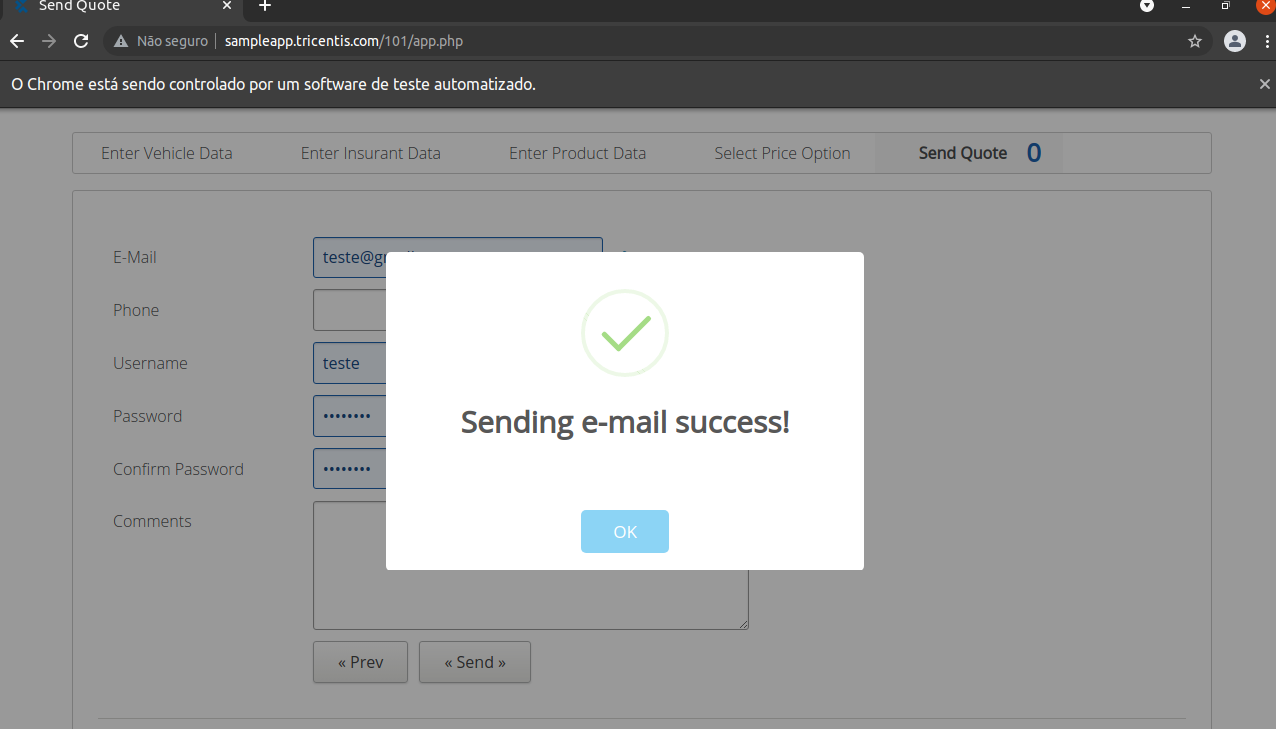 Send Quote
Não seguro sampleapp.tricentis.com/101/app.php
O Chrome está sendo controlado por um software de teste automatizado.
Enter Vehicle Data Enter Insurant Data Enter Product Data Select Price Option Send Quote 0
E-Mail
Phone
Username teste
Password ••••••••
Confirm Password ••••••••
Comments
Sending e-mail success!
OK
« Prev « Send »